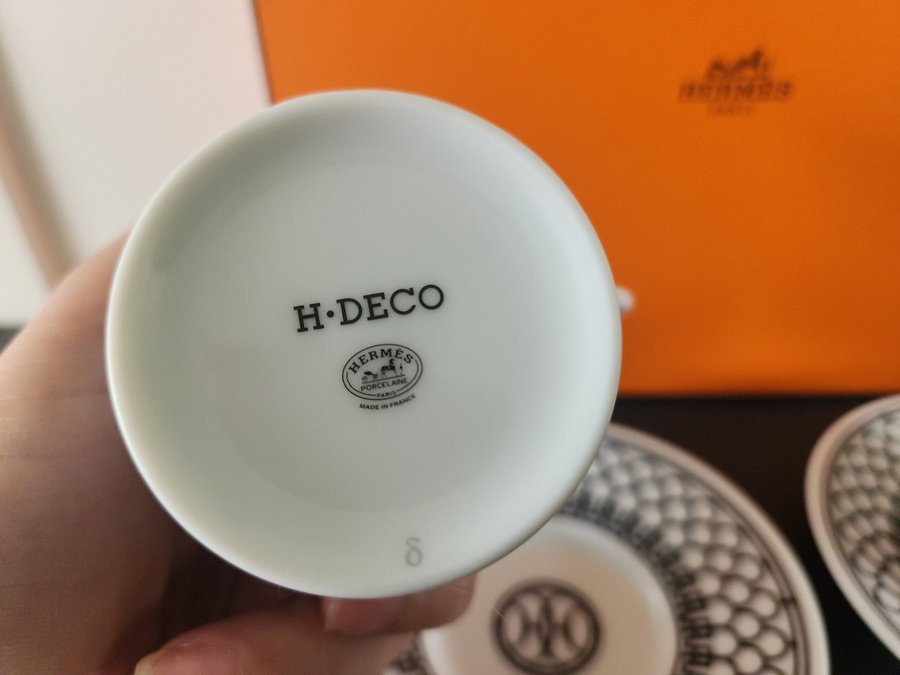 HERMÈS
PARIS
H·DECO
HERMÈS
PORCELAINE
PARIS
MADE IN FRANCE
δ